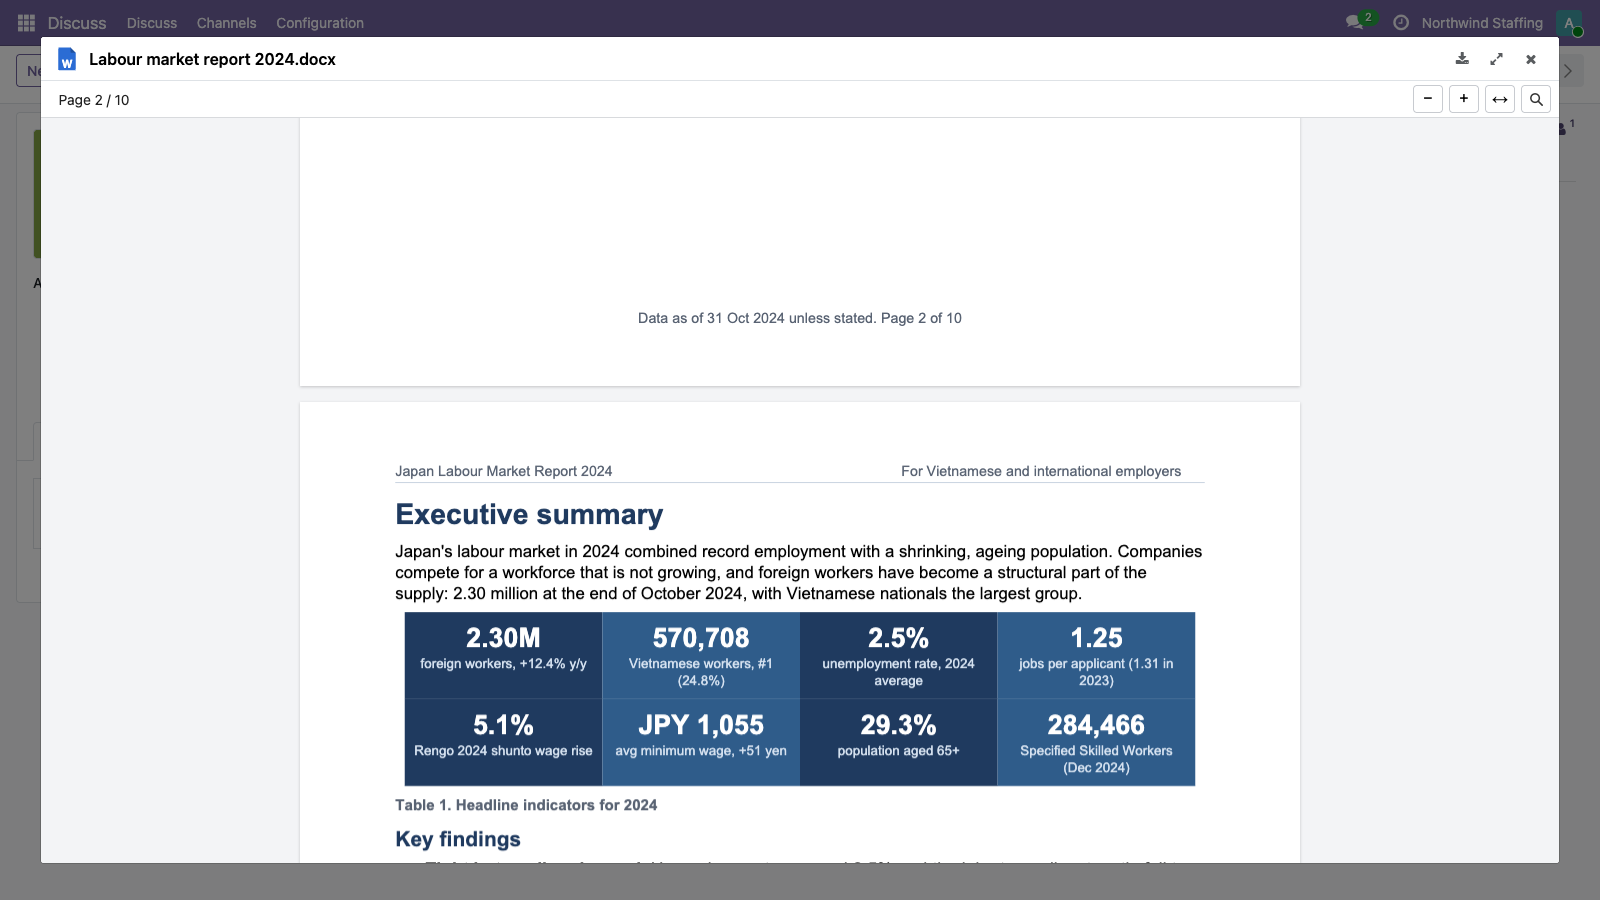 Discuss Discuss Channels Configuration 2 Northwind Staffing A
Labour market report 2024.docx
Page 2 / 10
1
Data as of 31 Oct 2024 unless stated. Page 2 of 10
Japan Labour Market Report 2024 For Vietnamese and international employers
Executive summary
Japan's labour market in 2024 combined record employment with a shrinking, ageing population. Companies
compete for a workforce that is not growing, and foreign workers have become a structural part of the
supply: 2.30 million at the end of October 2024, with Vietnamese nationals the largest group.
2.30M
foreign workers, +12.4% y/y
570,708
Vietnamese workers, #1
(24.8%)
2.5%
unemployment rate, 2024
average
1.25
jobs per applicant (1.31 in
2023)
5.1%
Rengo 2024 shunto wage rise
JPY 1,055
avg minimum wage, +51 yen
29.3%
population aged 65+
284,466
Specified Skilled Workers
(Dec 2024)
Table 1. Headline indicators for 2024
Key findings